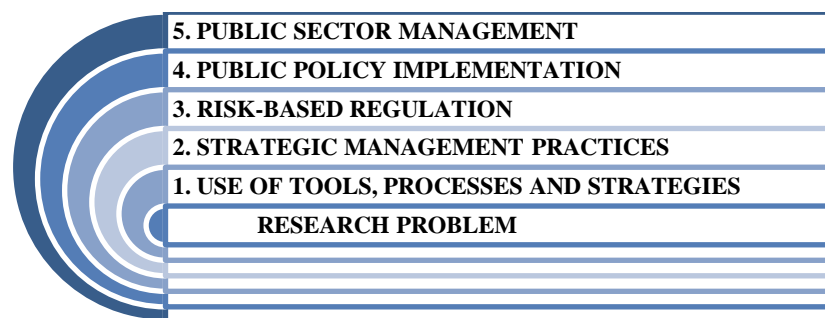 5. PUBLIC SECTOR MANAGEMENT
4. PUBLIC POLICY IMPLEMENTATION
3. RISK-BASED REGULATION
2. STRATEGIC MANAGEMENT PRACTICES
1. USE OF TOOLS, PROCESSES AND STRATEGIES
RESEARCH PROBLEM